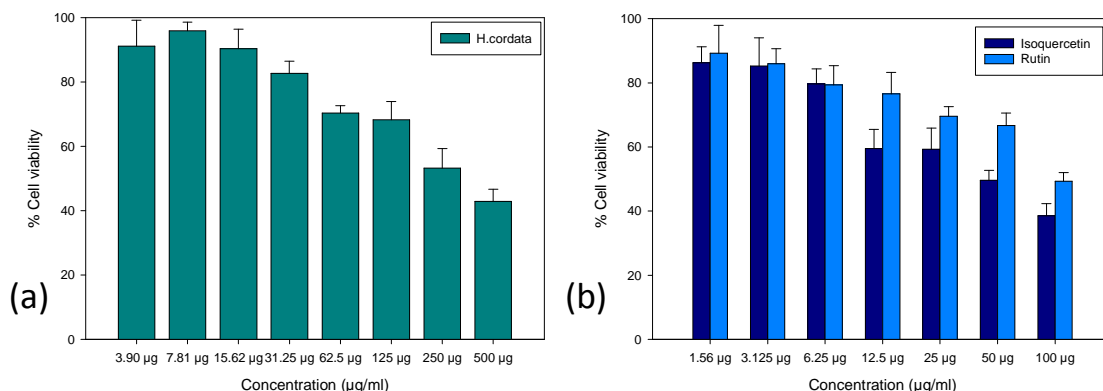 100
80
60
40
20
0
% Cell viability
H.cordata
(a)
3.90 µg 7.81 µg 15.62 µg 31.25 µg 62.5 µg 125 µg 250 µg 500 µg
Concentration (µg/ml)
100
80
60
40
20
0
% Cell viability
Isoquercetin
Rutin
(b)
1.56 µg 3.125 µg 6.25 µg 12.5 µg 25 µg 50 µg 100 µg
Concentration (µg/ml)